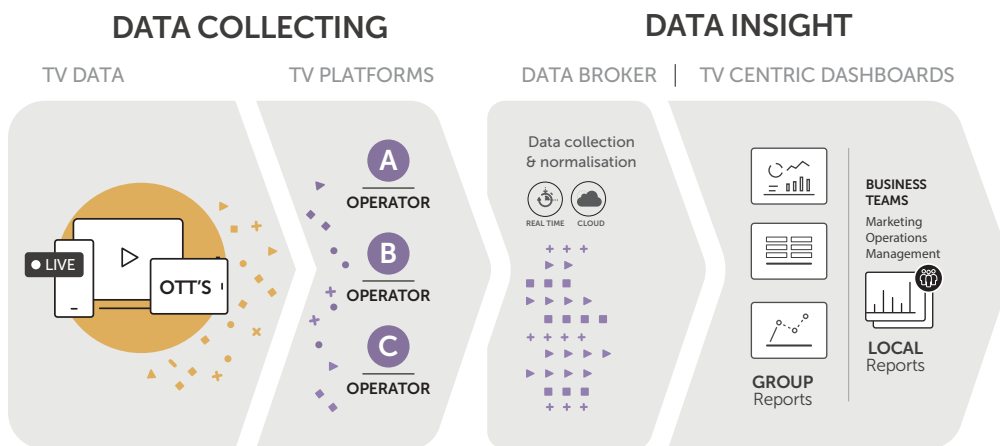 DATA COLLECTING
DATA INSIGHT
TV DATA
TV PLATFORMS
DATA BROKER | TV CENTRIC DASHBOARDS
LIVE
OTT'S
A
OPERATOR
B
OPERATOR
C
OPERATOR
Data collection
& normalisation
REAL TIME
CLOUD
GROUP
Reports
BUSINESS
TEAMS
Marketing
Operations
Management
LOCAL
Reports